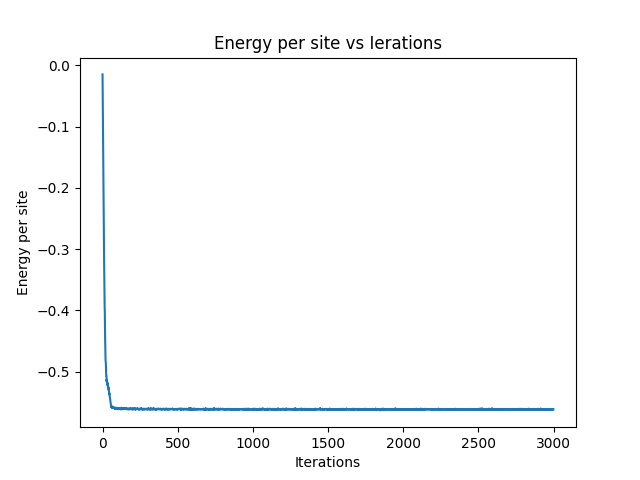 Energy per site vs Ierations
0.0
−0.1
−0.2
−0.3
−0.4
−0.5
Energy per site
0 500 1000 1500 2000 2500 3000
Iterations